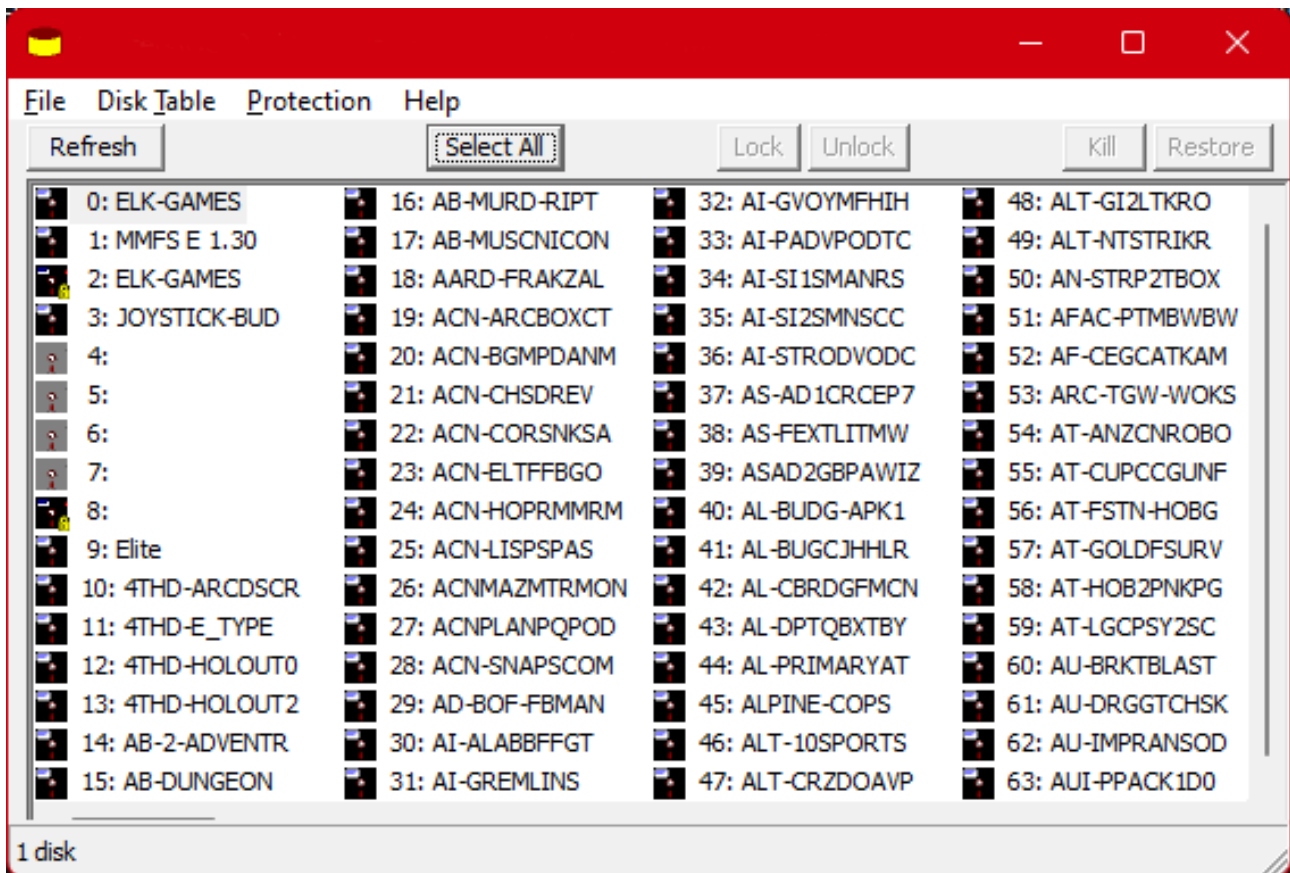 File Disk Table Protection Help
Refresh Select All Lock Unlock Kill Restore
0: ELK-GAMES 16: AB-MURD-RIPT 32: AI-GVOYMFHIH 48: ALT-GI2LTKRO
1: MMFS E 1.30 17: AB-MUSCNICON 33: AI-PADVPODTC 49: ALT-NTSTRIKR
2: ELK-GAMES 18: AARD-FRAKZAL 34: AI-SI1SMANRS 50: AN-STRP2TBOX
3: JOYSTICK-BUD 19: ACN-ARCBOXCT 35: AI-SI2SMNSCC 51: AFAC-PTMBWBW
4: 20: ACN-BGMPDANM 36: AI-STRODVODC 52: AF-CEGCATKAM
5: 21: ACN-CHSDREV 37: AS-AD1CRCEP7 53: ARC-TGW-WOKS
6: 22: ACN-CORSNKSA 38: AS-FEXTLITMW 54: AT-ANZCNROBO
7: 23: ACN-ELTFFBGO 39: ASAD2GBPAWIZ 55: AT-CUPCCGUNF
8: 24: ACN-HOPRMMRM 40: AL-BUDG-APK1 56: AT-FSTN-HOBG
9: Elite 25: ACN-LISPSPAS 41: AL-BUGCJHHLR 57: AT-GOLDFSURV
10: 4THD-ARCDSCR 26: ACNMAZMTRMON 42: AL-CBRDGFMCN 58: AT-HOB2PNKPG
11: 4THD-E_TYPE 27: ACNPLANPQPOD 43: AL-DPTQBXTBY 59: AT-LGCPSY2SC
12: 4THD-HOLOUT0 28: ACN-SNAPSCOM 44: AL-PRIMARYAT 60: AU-BRKTBLAST
13: 4THD-HOLOUT2 29: AD-BOF-FBMAN 45: ALPINE-COPS 61: AU-DRGGTCHSK
14: AB-2-ADVENTR 30: AI-ALABBFFGT 46: ALT-10SPORTS 62: AU-IMPRANSOD
15: AB-DUNGEON 31: AI-GREMLINS 47: ALT-CRZDOAVP 63: AUI-PPACK1D0
1 disk